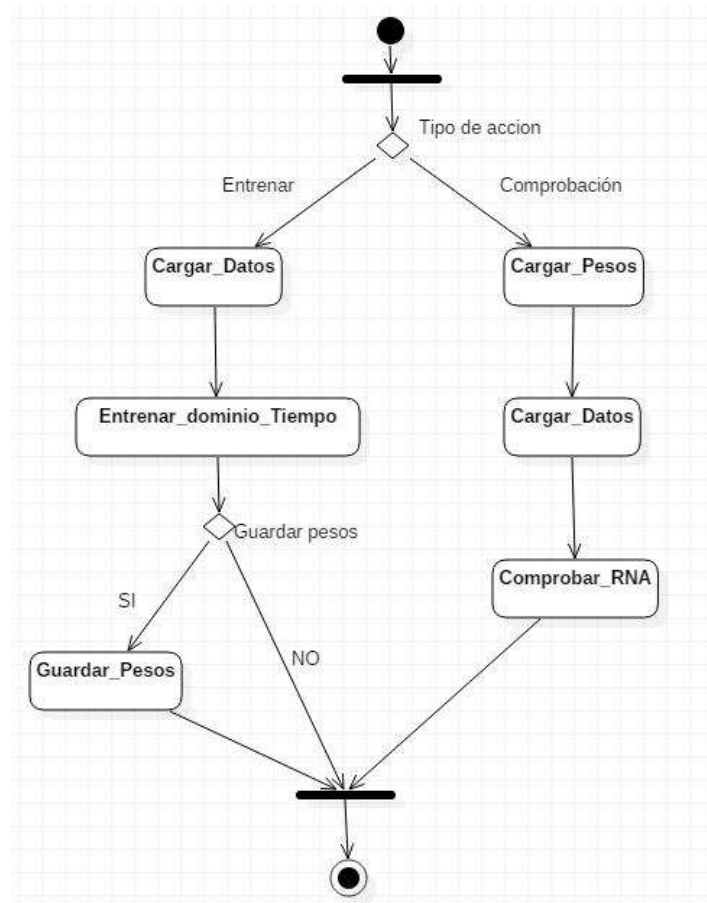 Tipo de accion
Entrenar
Comprobación
Cargar_Datos
Cargar_Pesos
Entrenar_dominio_Tiempo
Cargar_Datos
Guardar pesos
Comprobar_RNA
SI
NO
Guardar_Pesos